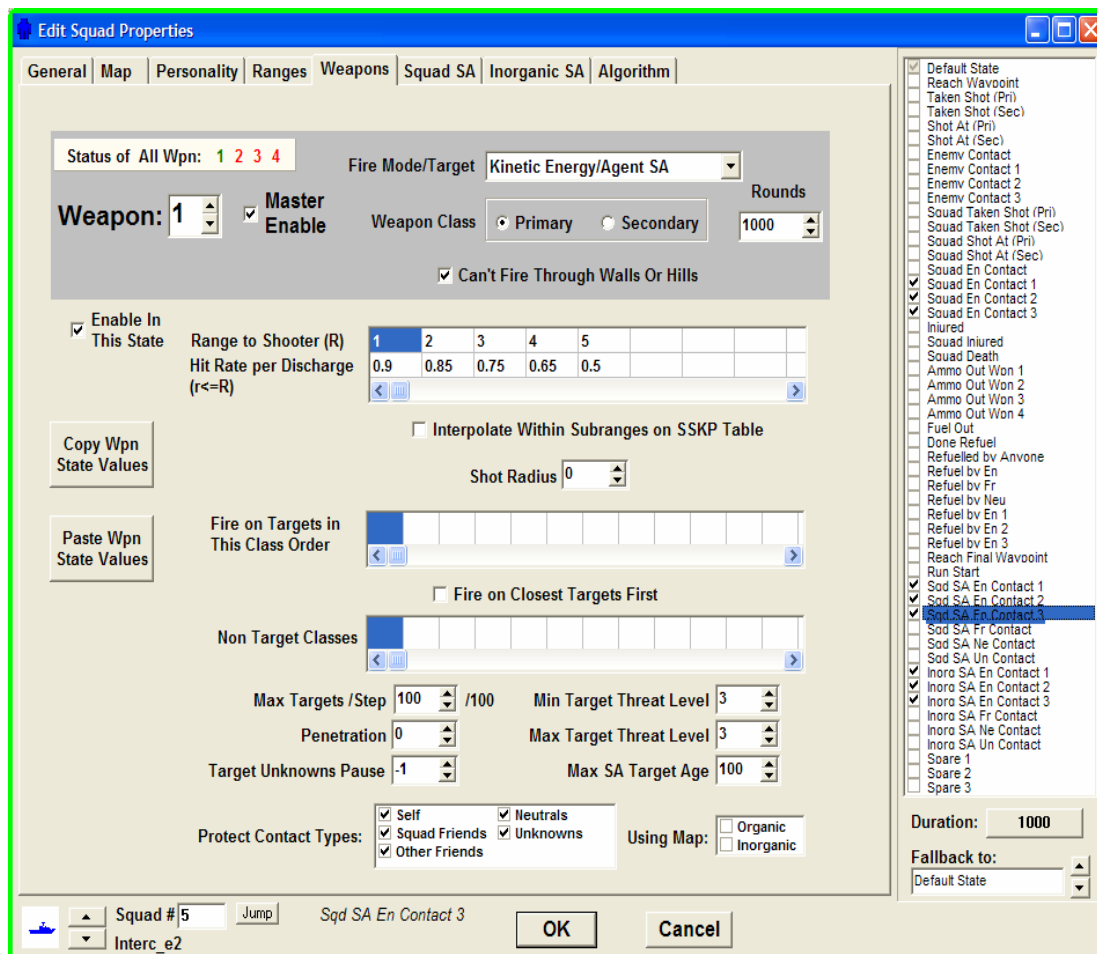 Edit Squad Properties
General Map Personality Ranges Weapons Squad SA Inorganic SA Algorithm
Status of All Wpn: 1 2 3 4
Fire Mode/Target Kinetic Energy/Agent SA
Weapon: 1
Master
Enable
Weapon Class Primary Secondary
Rounds
1000
Can't Fire Through Walls Or Hills
Enable In
This State
Range to Shooter (R) 1 2 3 4 5
Hit Rate per Discharge 0.9 0.85 0.75 0.65 0.5
(r<=R)
Interpolate Within Subranges on SSKP Table
Copy Wpn
State Values
Shot Radius 0
Paste Wpn
State Values
Fire on Targets in
This Class Order
Fire on Closest Targets First
Non Target Classes
Max Targets /Step 100 /100 Min Target Threat Level 3
Penetration 0 Max Target Threat Level 3
Target Unknowns Pause -1 Max SA Target Age 100
Protect Contact Types:
Self Neutrals
Squad Friends Unknowns
Other Friends
Using Map:
Organic
Inorganic
Default State
Reach Waypoint
Taken Shot (Pri)
Taken Shot (Sec)
Shot At (Pri)
Shot At (Sec)
Enemy Contact
Enemy Contact 1
Enemy Contact 2
Enemy Contact 3
Squad Taken Shot (Pri)
Squad Taken Shot (Sec)
Squad Shot At (Pri)
Squad Shot At (Sec)
Squad En Contact
Squad En Contact 1
Squad En Contact 2
Squad En Contact 3
Injured
Squad Injured
Squad Death
Ammo Out Wpn 1
Ammo Out Wpn 2
Ammo Out Wpn 3
Ammo Out Wpn 4
Fuel Out
Done Refuel
Refuelled by Anyone
Refuel by En
Refuel by Fr
Refuel by Neu
Refuel by En 1
Refuel by En 2
Refuel by En 3
Reach Final Waypoint
Run Start
Sqd SA En Contact 1
Sqd SA En Contact 2
Sqd SA En Contact 3
Sqd SA Fr Contact
Sqd SA Ne Contact
Sqd SA Un Contact
Inorg SA En Contact 1
Inorg SA En Contact 2
Inorg SA En Contact 3
Inorg SA Fr Contact
Inorg SA Ne Contact
Inorg SA Un Contact
Spare 1
Spare 2
Spare 3
Duration: 1000
Fallback to:
Default State
Squad # 5 Jump Sqd SA En Contact 3 OK Cancel
Interc_e2